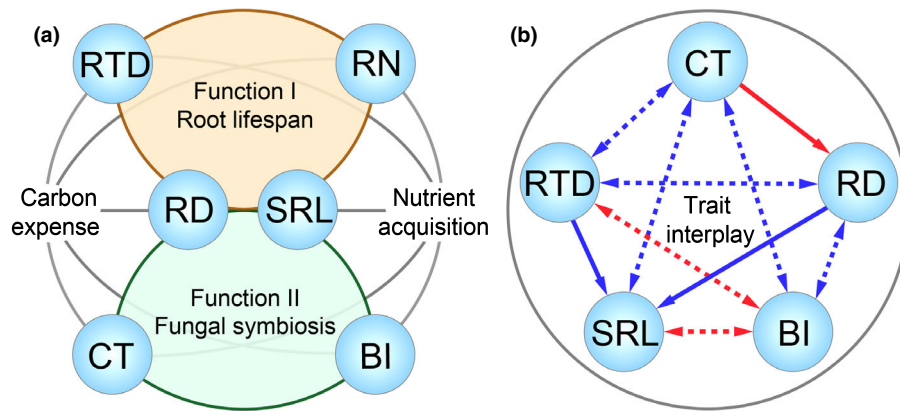 (a)
RTD
RN
Function I
Root lifespan
Carbon
expense
RD
SRL
Nutrient
acquisition
Function II
Fungal symbiosis
CT
BI
(b)
CT
RTD
RD
Trait
interplay
SRL
BI